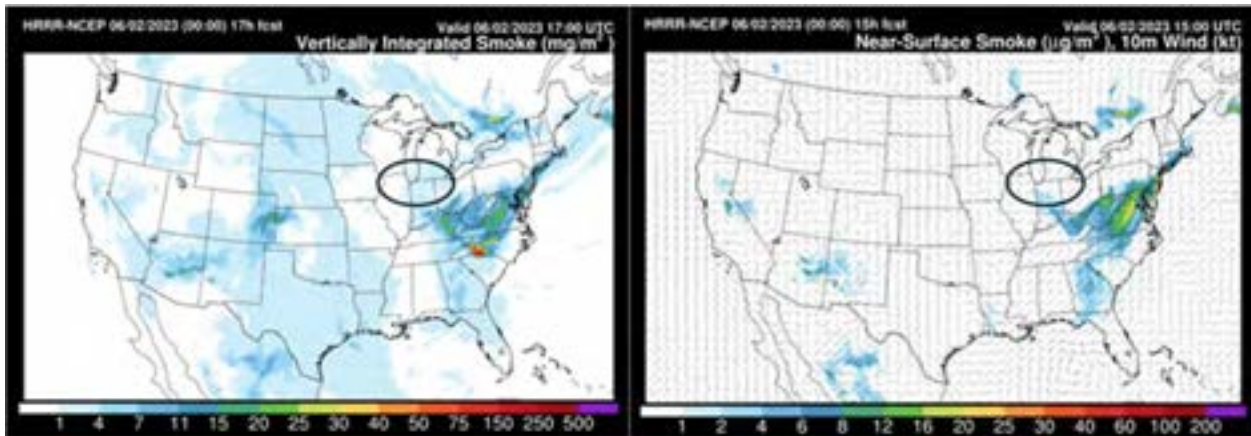 HRRR-NCEP 06/02/2023 (00:00) 17h fcst
Valid 06/02/2023 17:00 UTC
Vertically Integrated Smoke (mg/m²)
1 4 7 11 15 20 25 30 40 50 75 150 250 500
HRRR-NCEP 06/02/2023 (00:00) 15h fcst
Valid 06/02/2023 15:00 UTC
Near-Surface Smoke (μg/m³), 10m Wind (kt)
1 2 4 6 8 12 16 20 25 30 40 60 100 200